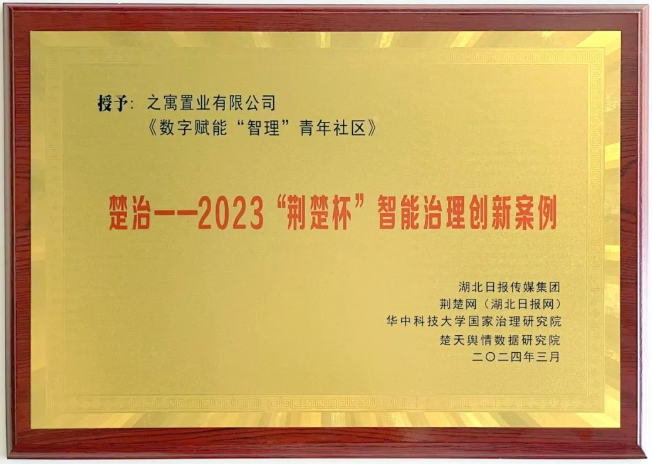 授予：之寓置业有限公司
《数字赋能“智理”青年社区》
楚治——2023“荆楚杯”智能治理创新案例
湖北日报传媒集团
荆楚网（湖北日报网）
华中科技大学国家治理研究院
楚天舆情数据研究院
二〇二四年三月